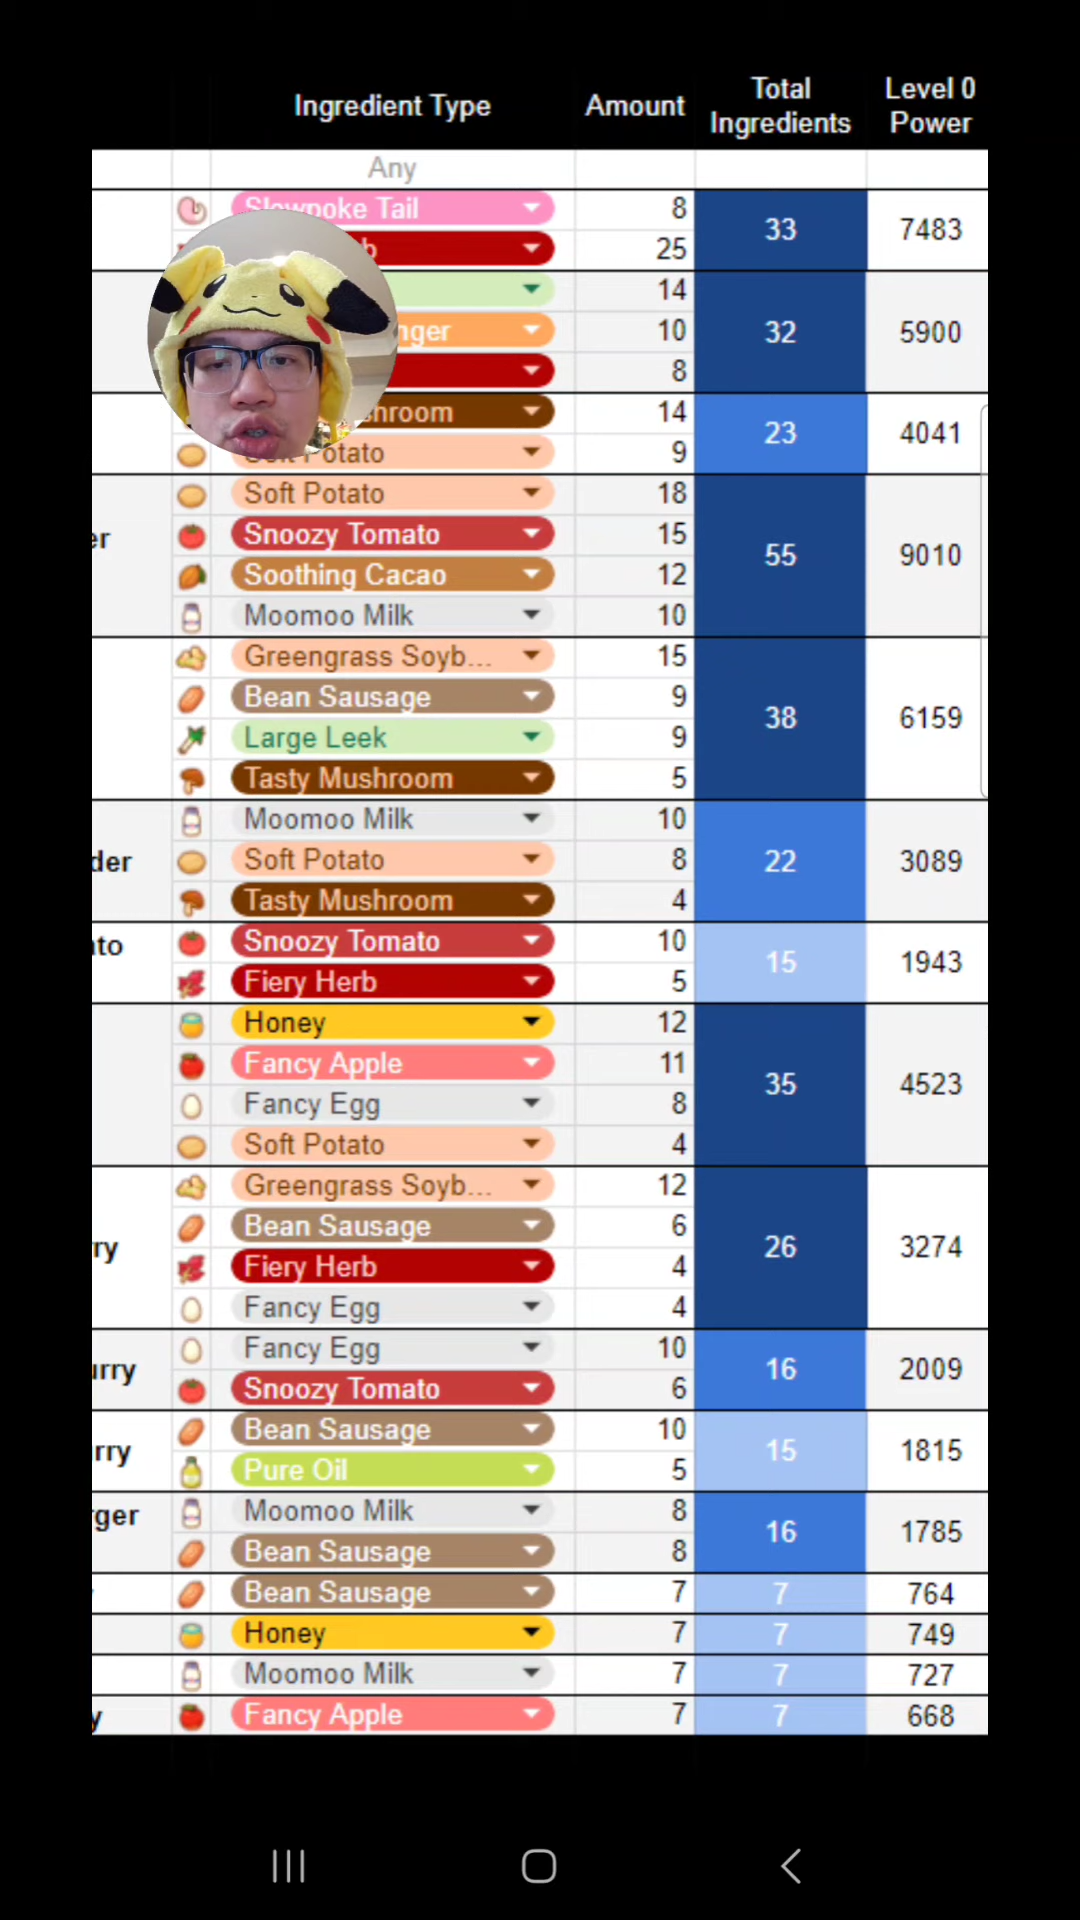 Ingredient Type Amount Total Ingredients Level 0 Power
Any
Slowpoke Tail 8 33 7483
25
14 32 5900
10
8
14 23 4041
Soft Potato 9
Soft Potato 18 55 9010
Snoozy Tomato 15
Soothing Cacao 12
Moomoo Milk 10
Greengrass Soyb... 15 38 6159
Bean Sausage 9
Large Leek 9
Tasty Mushroom 5
Moomoo Milk 10 22 3089
der Soft Potato 8
Tasty Mushroom 4
Snoozy Tomato 10 15 1943
Fiery Herb 5
Honey 12 35 4523
Fancy Apple 11
Fancy Egg 8
Soft Potato 4
Greengrass Soyb... 12 26 3274
Bean Sausage 6
ry Fiery Herb 4
Fancy Egg 4
Fancy Egg 10 16 2009
urry Snoozy Tomato 6
Bean Sausage 10 15 1815
rry Pure Oil 5
rger Moomoo Milk 8 16 1785
Bean Sausage 8
Bean Sausage 7 7 764
Honey 7 7 749
Moomoo Milk 7 7 727
y Fancy Apple 7 7 668